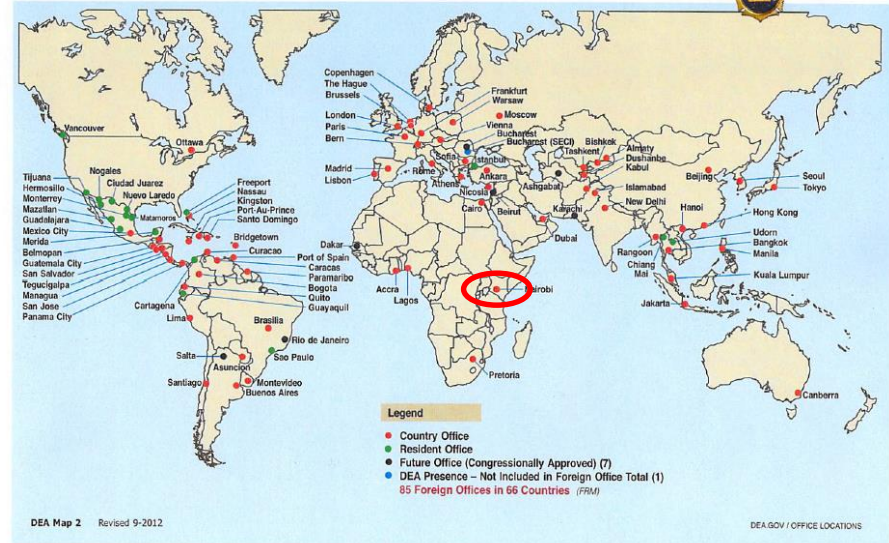 Copenhagen
The Hague
Brussels
London
Paris
Bern
Madrid
Lisbon
Frankfurt
Warsaw
Moscow
Vienna
Bucharest
Bucharest (SECI)
Sofia
Istanbul
Rome
Athens
Ankara
Nicosia
Cairo
Beirut
Ashgabat
Tashkent
Bishkek
Almaty
Dushanbe
Kabul
Islamabad
New Delhi
Karachi
Dubai
Beijing
Seoul
Tokyo
Hanoi
Hong Kong
Udorn
Bangkok
Manila
Rangoon
Chiang
Mai
Kuala Lumpur
Jakarta
Canberra
Vancouver
Ottawa
Tijuana
Hermosillo
Monterrey
Mazatlan
Guadalajara
Mexico City
Merida
Belmopan
Guatemala City
San Salvador
Tegucigalpa
Managua
San Jose
Panama City
Nogales
Ciudad Juarez
Nuevo Laredo
Matamoros
Freeport
Nassau
Kingston
Port-Au-Prince
Santo Domingo
Bridgetown
Curacao
Port of Spain
Caracas
Paramaribo
Bogota
Quito
Guayaquil
Cartagena
Lima
Brasilia
Rio de Janeiro
Sao Paulo
Salta
Asuncion
Santiago
Montevideo
Buenos Aires
Dakar
Accra
Lagos
Nairobi
Pretoria
Legend
Country Office
Resident Office
Future Office (Congressionally Approved) (7)
DEA Presence – Not Included in Foreign Office Total (1)
85 Foreign Offices in 66 Countries (FRM)
DEA Map 2 Revised 9-2012
DEA.GOV / OFFICE LOCATIONS